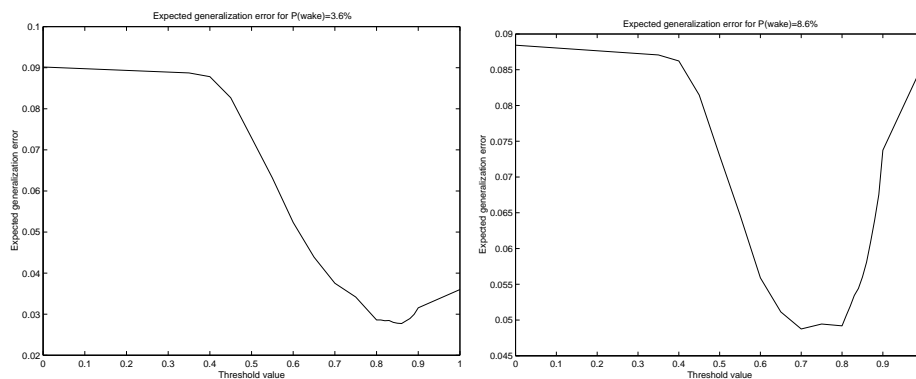 Expected generalization error for P(wake)=3.6%
0.1
0.09
0.08
0.07
0.06
0.05
0.04
0.03
0.02
Expected generalization error
0 0.1 0.2 0.3 0.4 0.5 0.6 0.7 0.8 0.9 1
Threshold value
Expected generalization error for P(wake)=8.6%
0.09
0.085
0.08
0.075
0.07
0.065
0.06
0.055
0.05
0.045
Expected generalization error
0 0.1 0.2 0.3 0.4 0.5 0.6 0.7 0.8 0.9
Threshold value